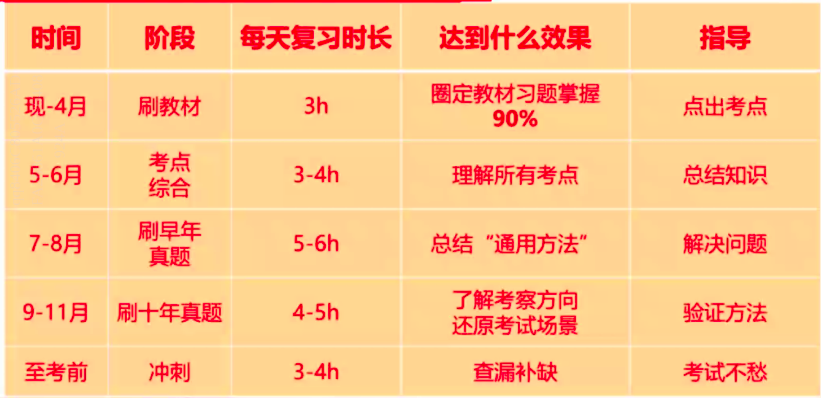 时间 阶段 每天复习时长 达到什么效果 指导
现-4月 刷教材 3h 圈定教材习题掌握 90% 点出考点
5-6月 考点 综合 3-4h 理解所有考点 总结知识
7-8月 刷早年 真题 5-6h 总结“通用方法” 解决问题
9-11月 刷十年真题 4-5h 了解考察方向 还原考试场景 验证方法
至考前 冲刺 3-4h 查漏补缺 考试不愁